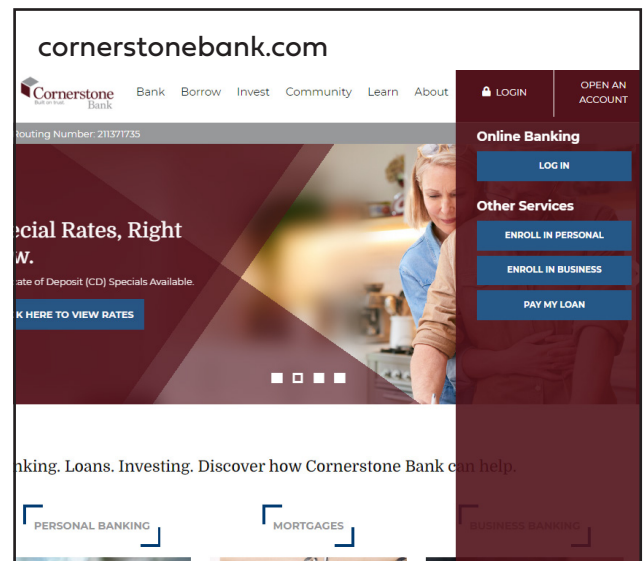 cornerstonebank.com
Cornerstone
Built on trust
Bank
Bank Borrow Invest Community Learn About LOGIN OPEN AN
ACCOUNT
Routing Number: 211371735
Online Banking
LOG IN
Other Services
ENROLL IN PERSONAL
ENROLL IN BUSINESS
PAY MY LOAN
ecial Rates, Right
w.
cate of Deposit (CD) Specials Available.
K HERE TO VIEW RATES
nking. Loans. Investing. Discover how Cornerstone Bank can help.
PERSONAL BANKING MORTGAGES BUSINESS BANKING